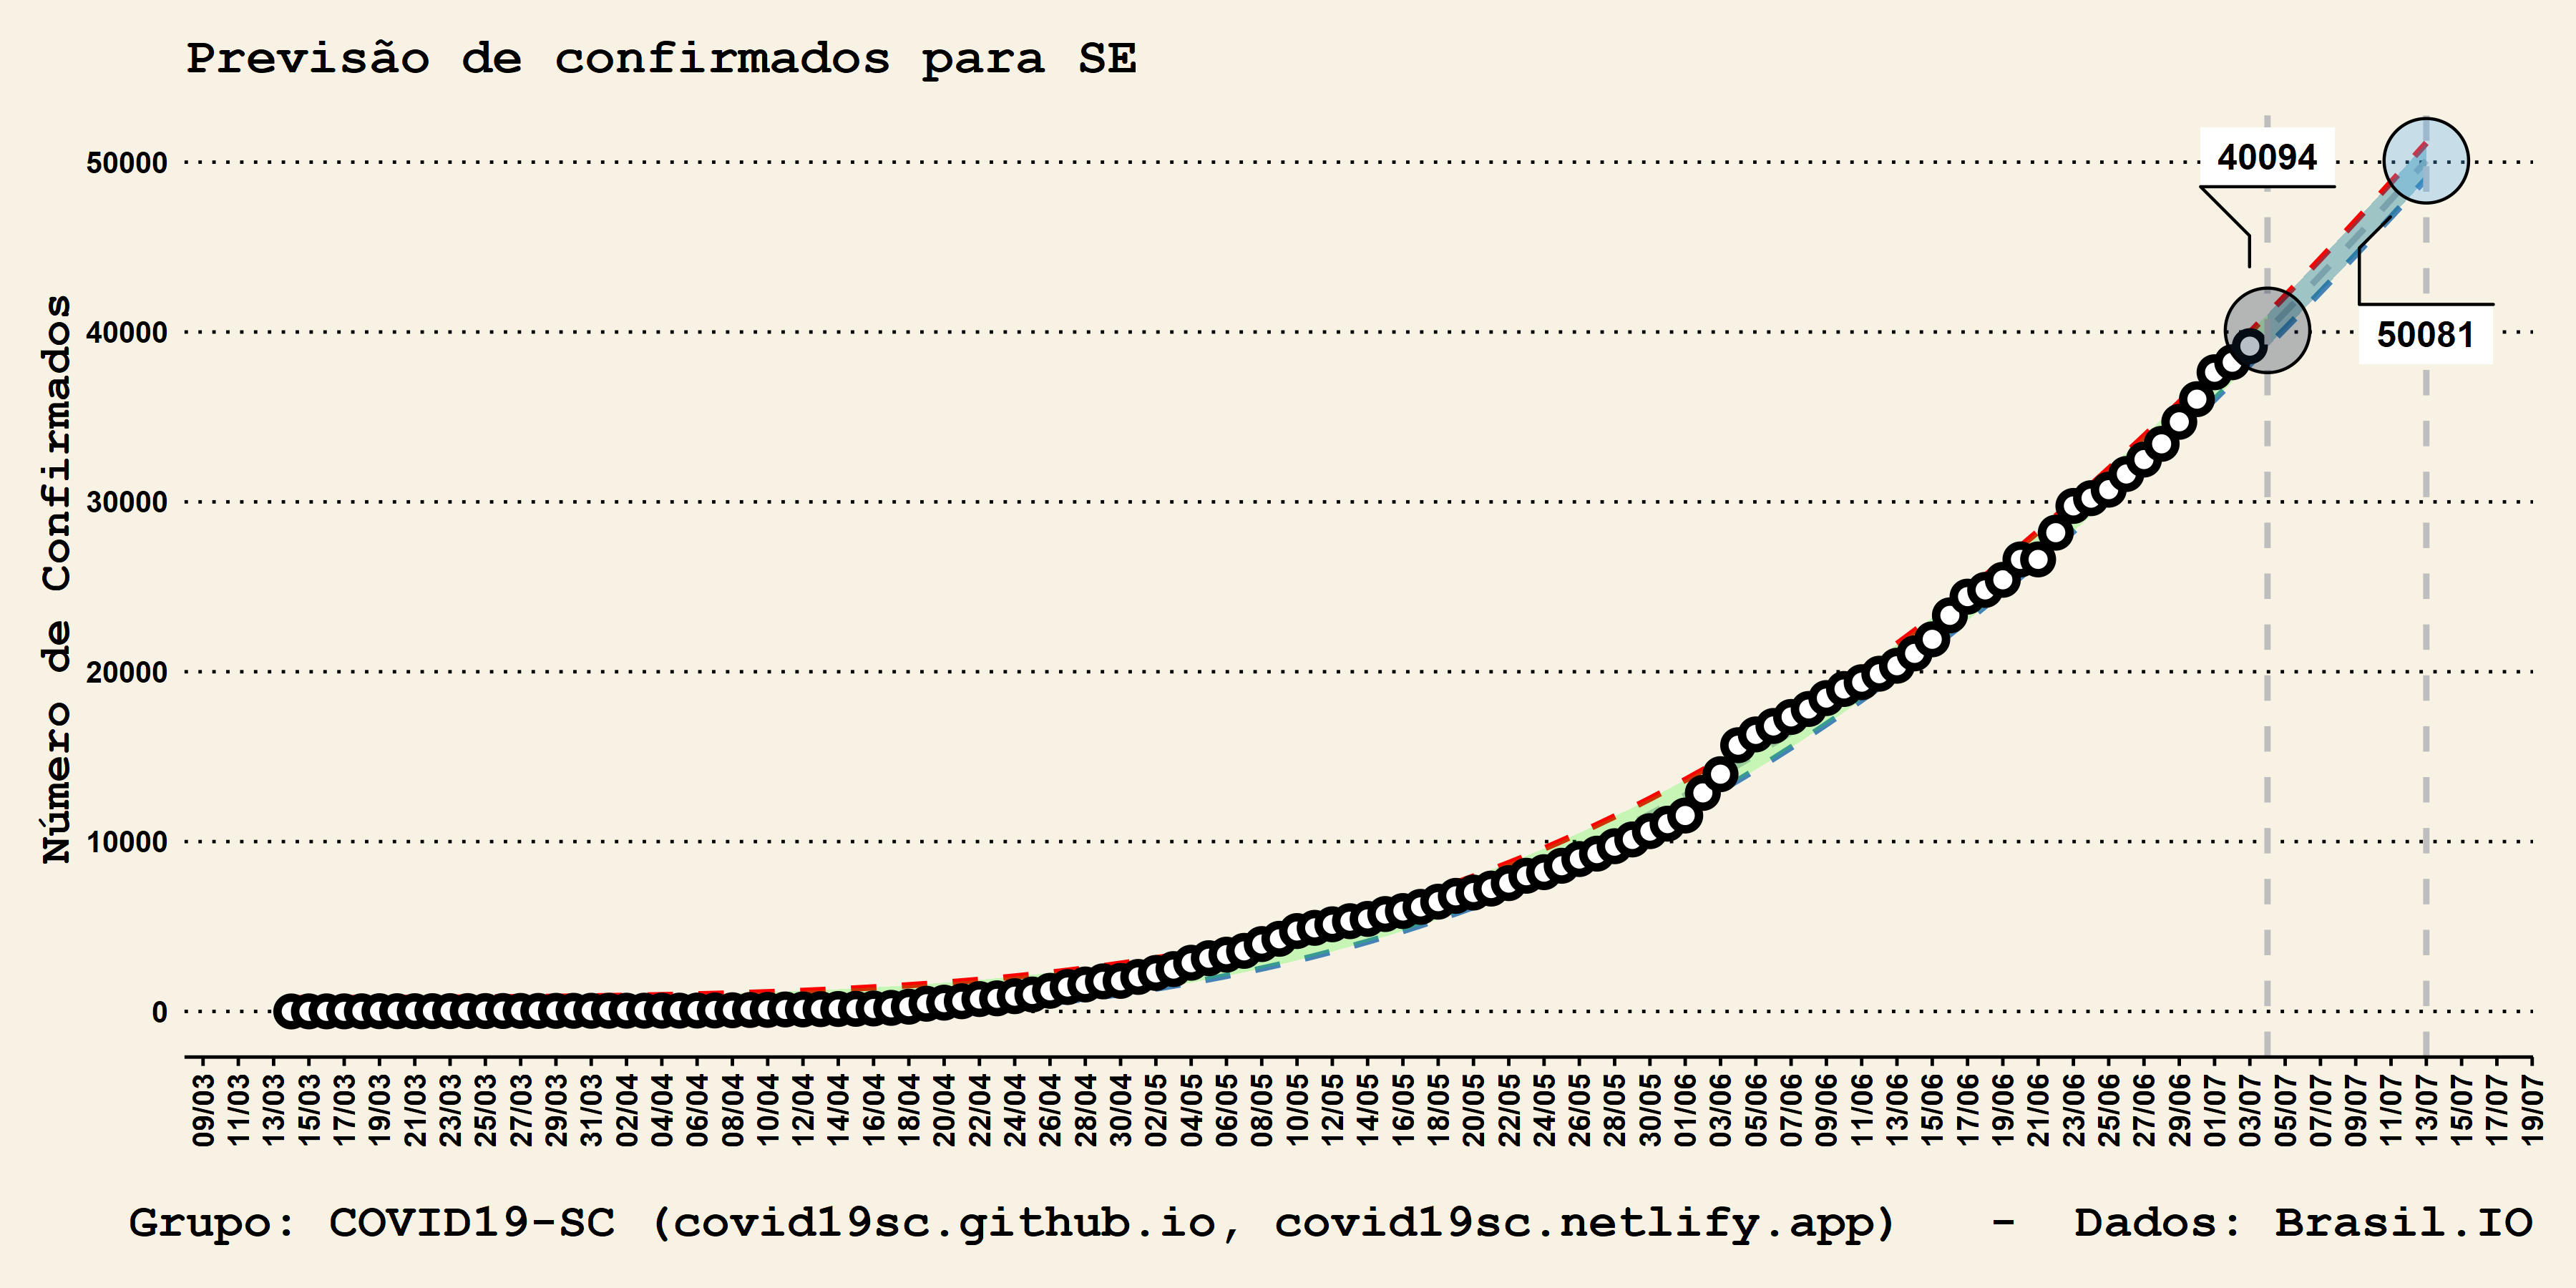 Previsão de confirmados para SE
Número de Confirmados
50000
40000
30000
20000
10000
0
40094
50081
09/03 11/03 13/03 15/03 17/03 19/03 21/03 23/03 25/03 27/03 29/03 31/03 02/04 04/04 06/04 08/04 10/04 12/04 14/04 16/04 18/04 20/04 22/04 24/04 26/04 28/04 30/04 02/05 04/05 06/05 08/05 10/05 12/05 14/05 16/05 18/05 20/05 22/05 24/05 26/05 28/05 30/05 01/06 03/06 05/06 07/06 09/06 11/06 13/06 15/06 17/06 19/06 21/06 23/06 25/06 27/06 29/06 01/07 03/07 05/07 07/07 09/07 11/07 13/07 15/07 17/07 19/07
Grupo: COVID19-SC (covid19sc.github.io, covid19sc.netlify.app) - Dados: Brasil.IO